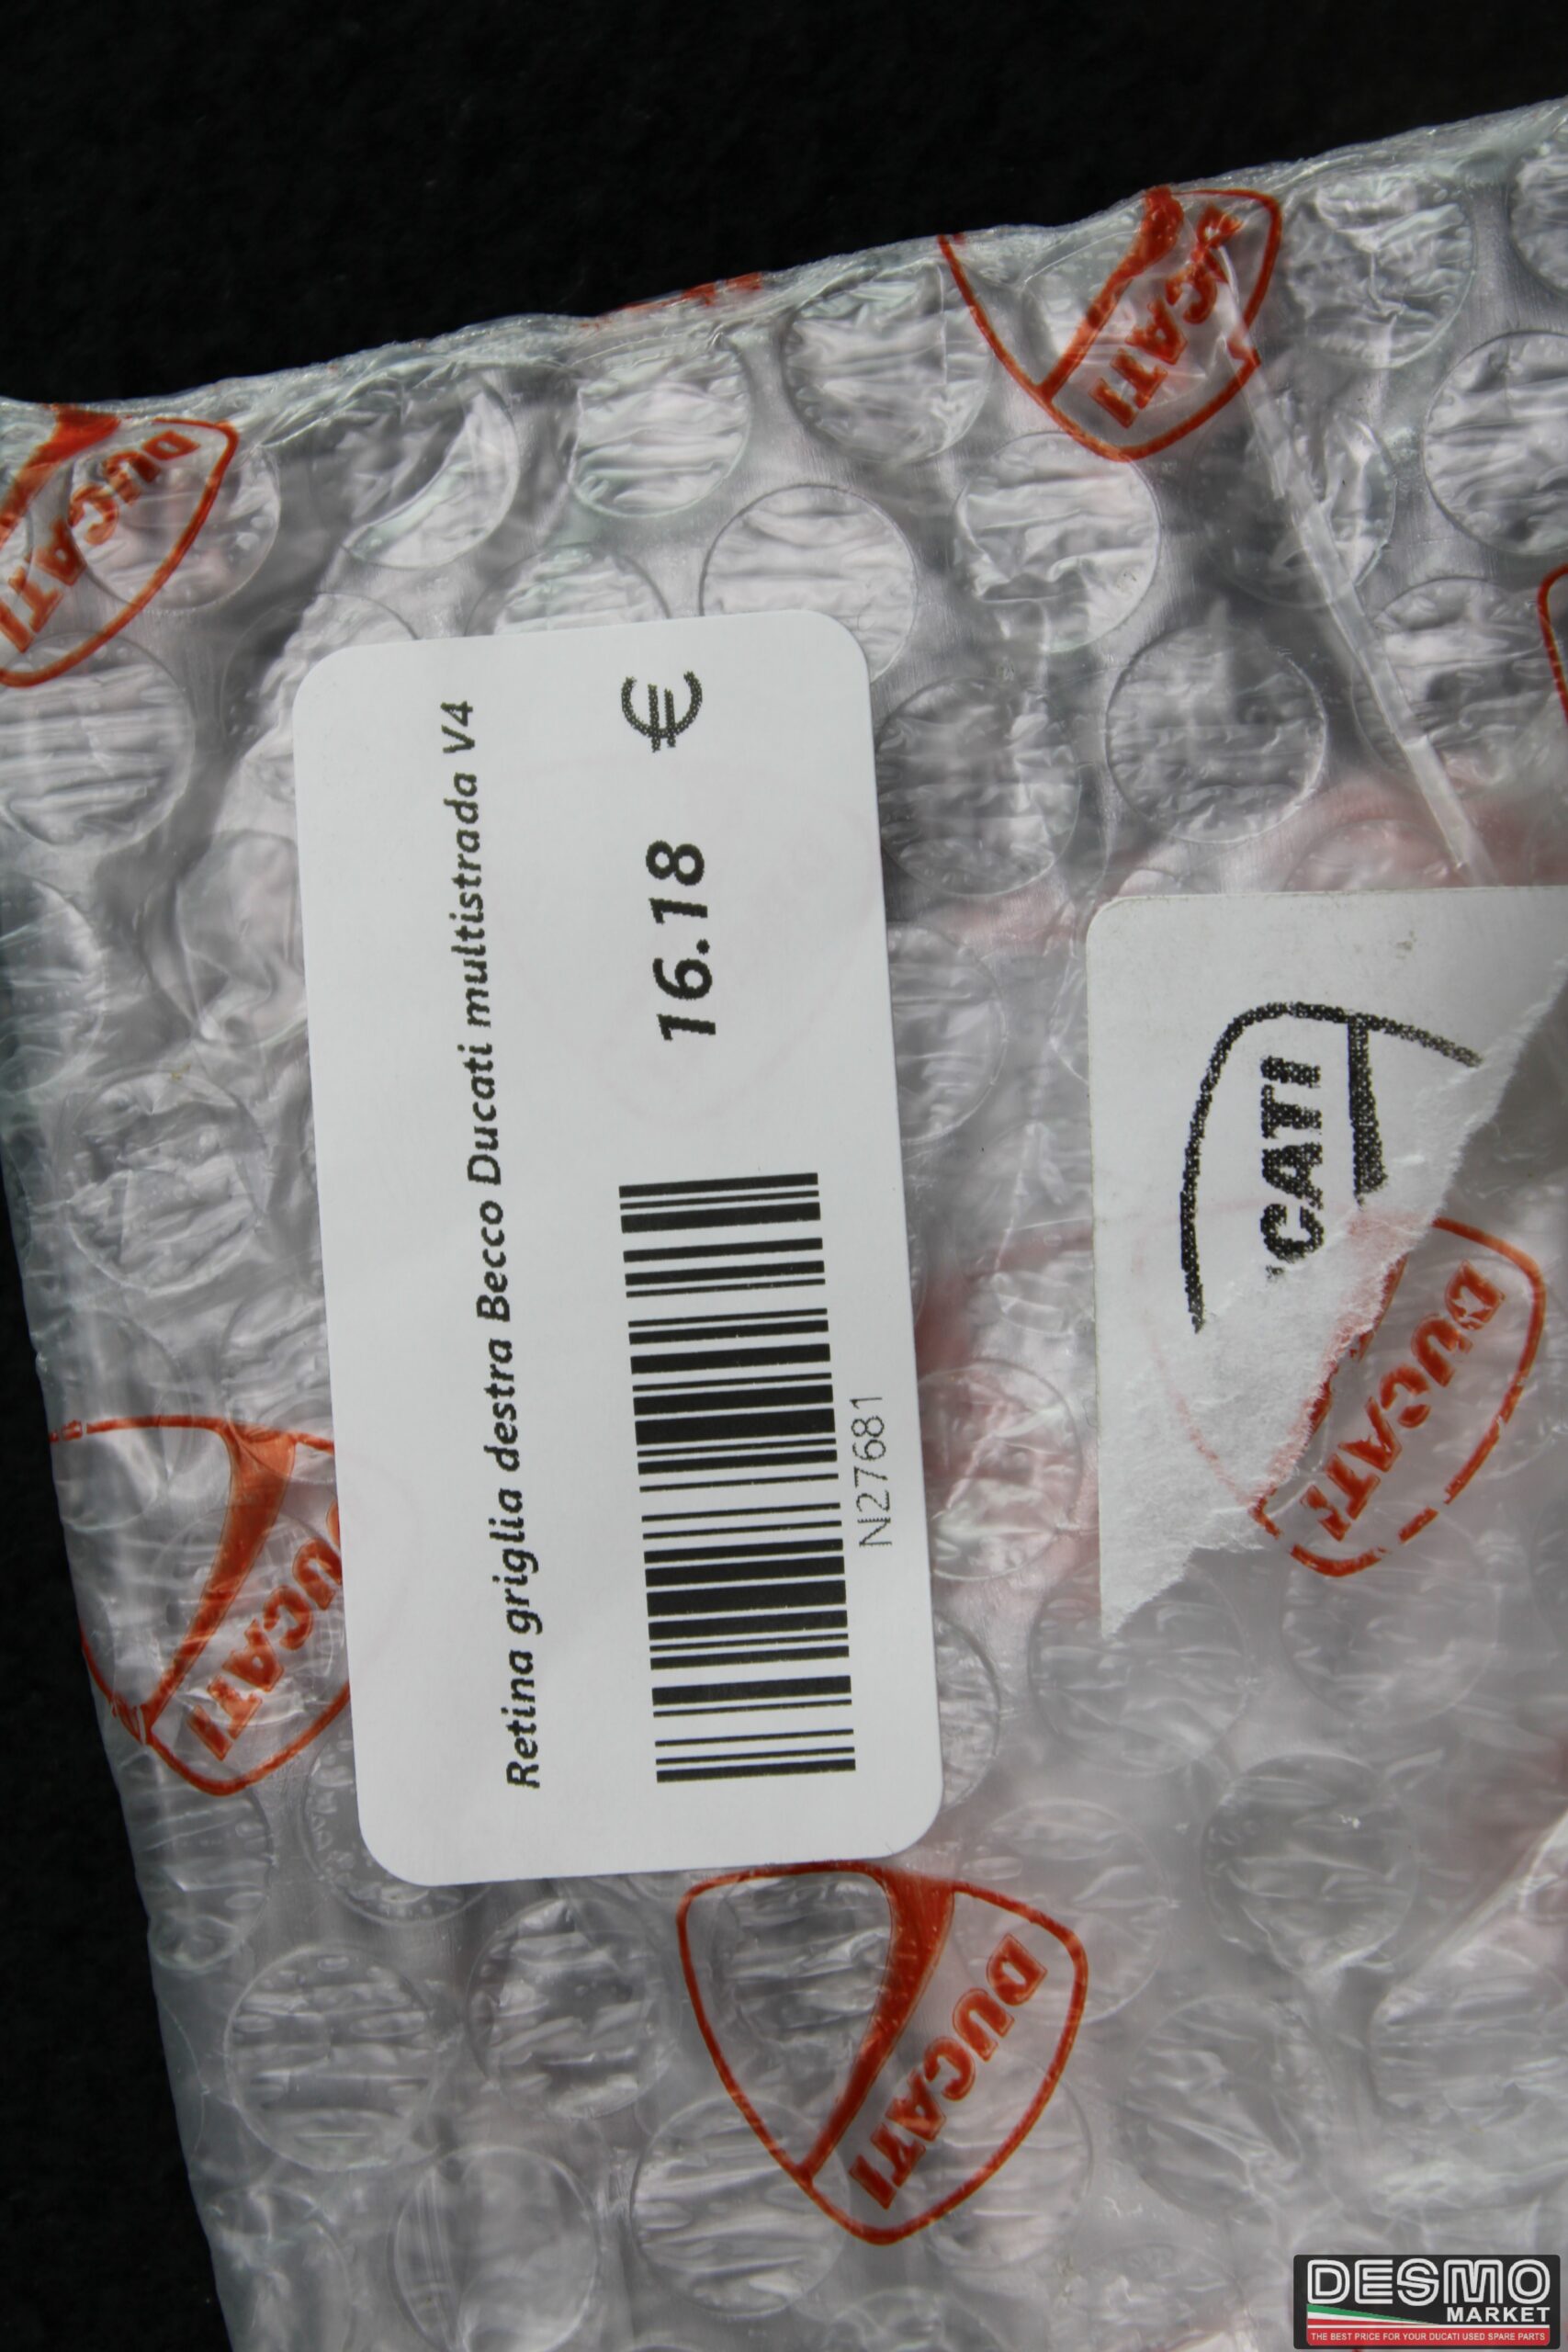 Retina griglia destra Becco Ducati multistrada V4
16.18 €
N27681
CATI
DUCATI
DUCATI
DUCATI
DUCATI
DUCATI
DESMO
MARKET
THE BEST PRICE FOR YOUR DUCATI USED SPARE PARTS